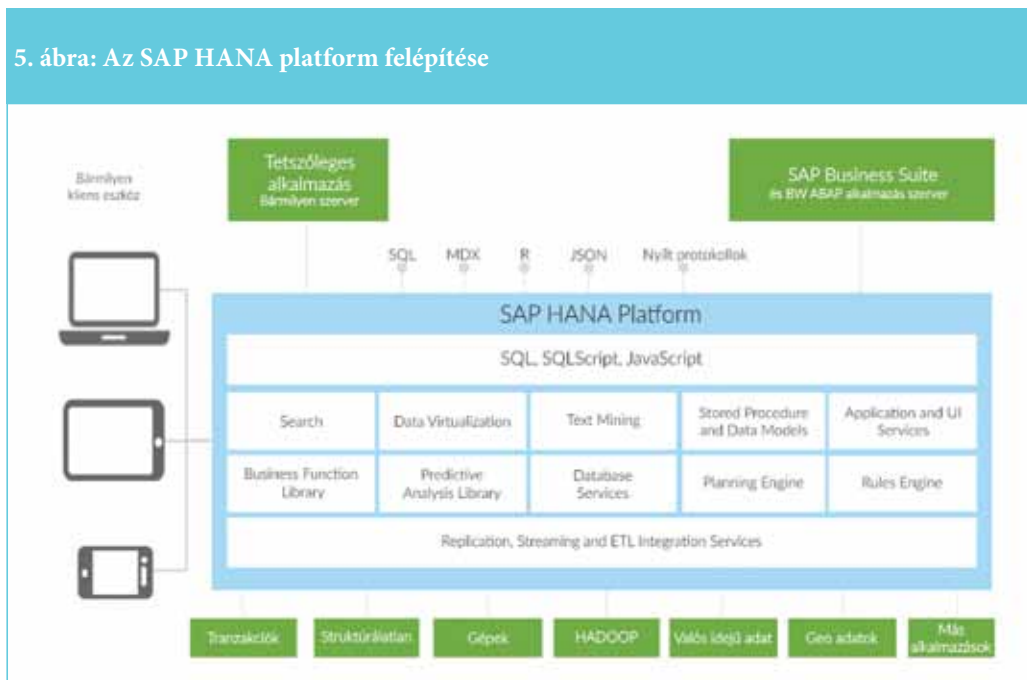 5. ábra: Az SAP HANA platform felépítése
Bármilyen
kliens eszköz
Tetszőleges
alkalmazás
Bármilyen szerver
SAP Business Suite
és BW ABAP alkalmazás szerver
SQL MDX R JSON Nyílt protokollok
SAP HANA Platform
SQL, SQLScript, JavaScript
Search
Data Virtualization
Text Mining
Stored Procedure
and Data Models
Application and UI
Services
Business Function
Library
Predictive
Analysis Library
Database
Services
Planning Engine
Rules Engine
Replication, Streaming and ETL Integration Services
Tranzakciók
Struktúrálatlan
Gépek
HADOOP
Valós idejű adat
Geo adatok
Más
alkalmazások